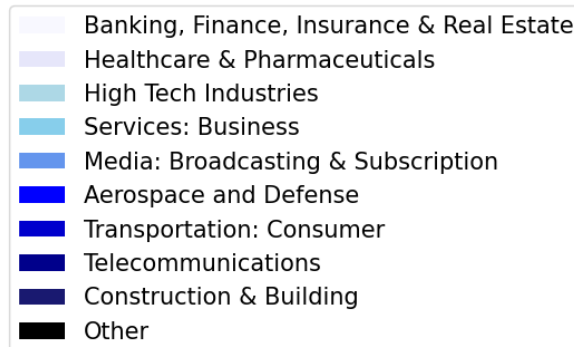 Banking, Finance, Insurance & Real Estate
Healthcare & Pharmaceuticals
High Tech Industries
Services: Business
Media: Broadcasting & Subscription
Aerospace and Defense
Transportation: Consumer
Telecommunications
Construction & Building
Other